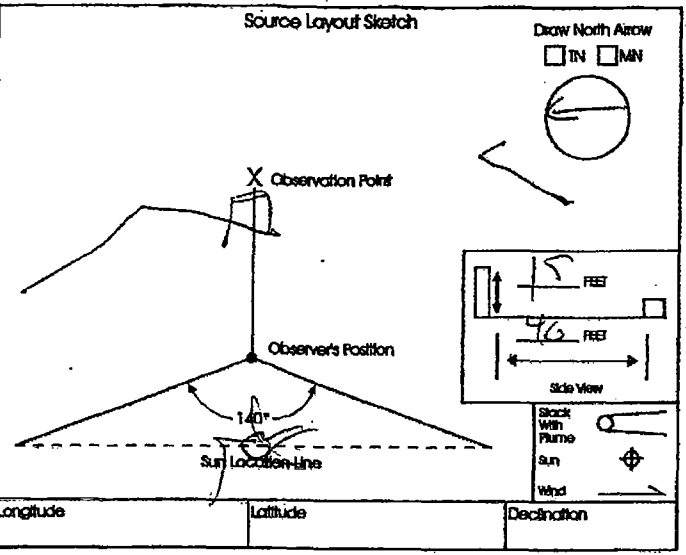 Source Layout Sketch
Draw North Arrow
TN MN
X Observation Point
15 FEET
Observer's Position
46 FEET
Side View
140°
Sun Location Line
Stack
With
Plume
Sun
Wind
Longitude
Latitude
Declination